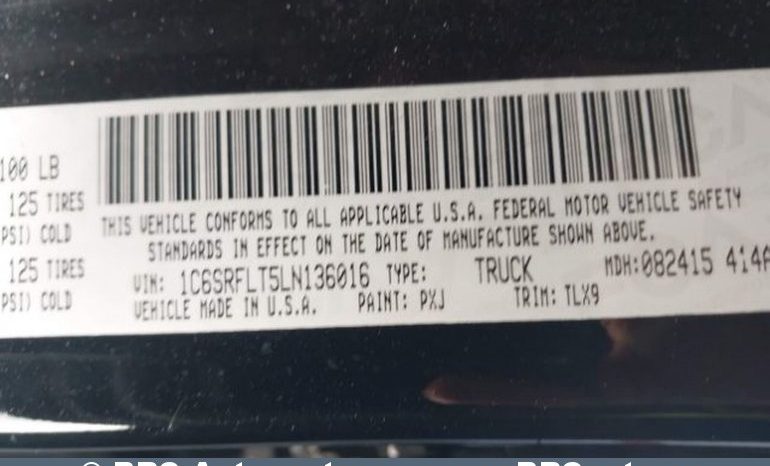 100 LB
125 TIRES
PSI) COLD
125 TIRES
PSI) COLD
THIS VEHICLE CONFORMS TO ALL APPLICABLE U.S.A. FEDERAL MOTOR VEHICLE SAFETY
STANDARDS IN EFFECT ON THE DATE OF MANUFACTURE SHOWN ABOVE.
VIN: 1C6SRFLT5LN136016 TYPE: TRUCK MDH:082415 414A
VEHICLE MADE IN U.S.A. PAINT: PXJ TRIM: TLX9